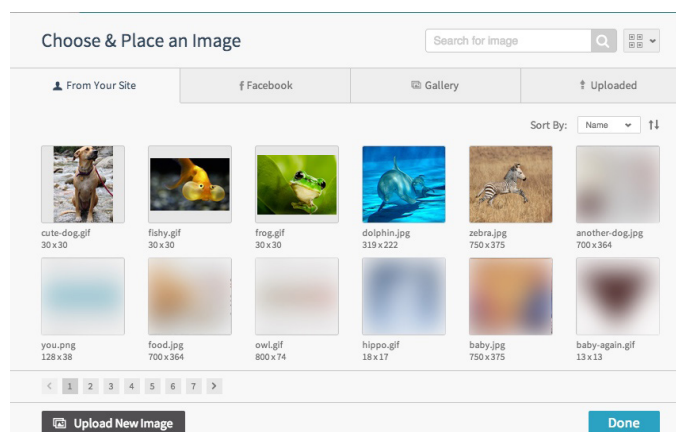 Choose & Place an Image
Search for image
From Your Site
Facebook
Gallery
Uploaded
Sort By: Name
cute-dog.gif
30 x 30
fishy.gif
30 x 30
frog.gif
30 x 30
dolphin.jpg
319 x 222
zebra.jpg
750 x 375
another-dog.jpg
700 x 364
you.png
128 x 38
food.jpg
700 x 364
owl.gif
800 x 74
hippo.gif
18 x 17
baby.jpg
750 x 375
baby-again.gif
13 x 13
< 1 2 3 4 5 6 7 >
Upload New Image
Done